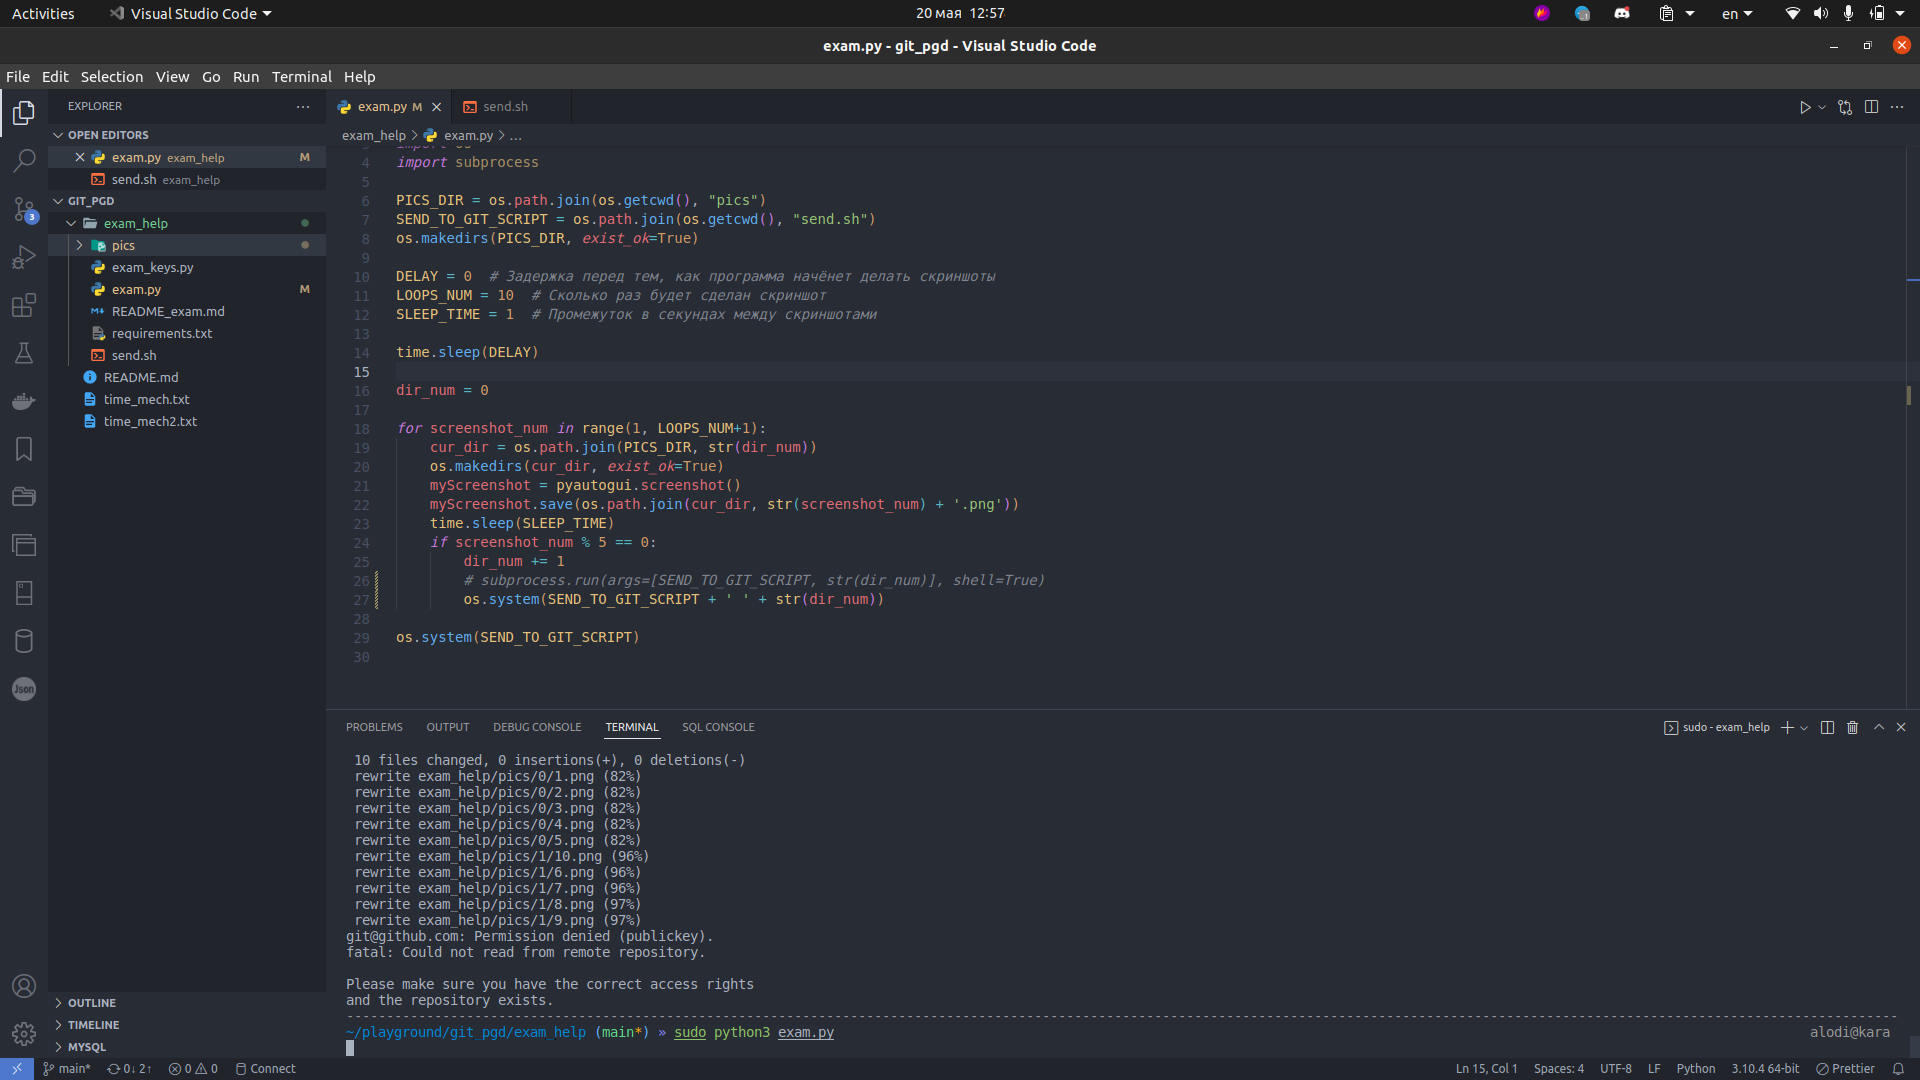 Activities
Visual Studio Code
20 мая 12:57
en
exam.py - git_pgd - Visual Studio Code
File Edit Selection View Go Run Terminal Help
EXPLORER
OPEN EDITORS
exam.py exam_help M
send.sh exam_help
GIT_PGD
exam_help
pics
exam_keys.py
exam.py M
README_exam.md
requirements.txt
send.sh
README.md
time_mech.txt
time_mech2.txt
OUTLINE
TIMELINE
MYSQL
3
Json
exam.py M
send.sh
exam_help > exam.py > ...
3 import os
4 import subprocess
5
6 PICS_DIR = os.path.join(os.getcwd(), "pics")
7 SEND_TO_GIT_SCRIPT = os.path.join(os.getcwd(), "send.sh")
8 os.makedirs(PICS_DIR, exist_ok=True)
9
10 DELAY = 0  # Задержка перед тем, как программа начёнет делать скриншоты
11 LOOPS_NUM = 10  # Сколько раз будет сделан скриншот
12 SLEEP_TIME = 1  # Промежуток в секундах между скриншотами
13
14 time.sleep(DELAY)
15
16 dir_num = 0
17
18 for screenshot_num in range(1, LOOPS_NUM+1):
19     cur_dir = os.path.join(PICS_DIR, str(dir_num))
20     os.makedirs(cur_dir, exist_ok=True)
21     myScreenshot = pyautogui.screenshot()
22     myScreenshot.save(os.path.join(cur_dir, str(screenshot_num) + '.png'))
23     time.sleep(SLEEP_TIME)
24     if screenshot_num % 5 == 0:
25         dir_num += 1
26         # subprocess.run(args=[SEND_TO_GIT_SCRIPT, str(dir_num)], shell=True)
27         os.system(SEND_TO_GIT_SCRIPT + ' ' + str(dir_num))
28
29 os.system(SEND_TO_GIT_SCRIPT)
30
PROBLEMS OUTPUT DEBUG CONSOLE TERMINAL SQL CONSOLE
sudo - exam_help
10 files changed, 0 insertions(+), 0 deletions(-)
rewrite exam_help/pics/0/1.png (82%)
rewrite exam_help/pics/0/2.png (82%)
rewrite exam_help/pics/0/3.png (82%)
rewrite exam_help/pics/0/4.png (82%)
rewrite exam_help/pics/0/5.png (82%)
rewrite exam_help/pics/1/10.png (96%)
rewrite exam_help/pics/1/6.png (96%)
rewrite exam_help/pics/1/7.png (96%)
rewrite exam_help/pics/1/8.png (97%)
rewrite exam_help/pics/1/9.png (97%)
git@github.com: Permission denied (publickey).
fatal: Could not read from remote repository.
Please make sure you have the correct access rights
and the repository exists.
~/playground/git_pgd/exam_help (main*) » sudo python3 exam.py
alodi@kara
main* 0↓ 2↑ 0 0 Connect
Ln 15, Col 1 Spaces: 4 UTF-8 LF Python 3.10.4 64-bit Prettier